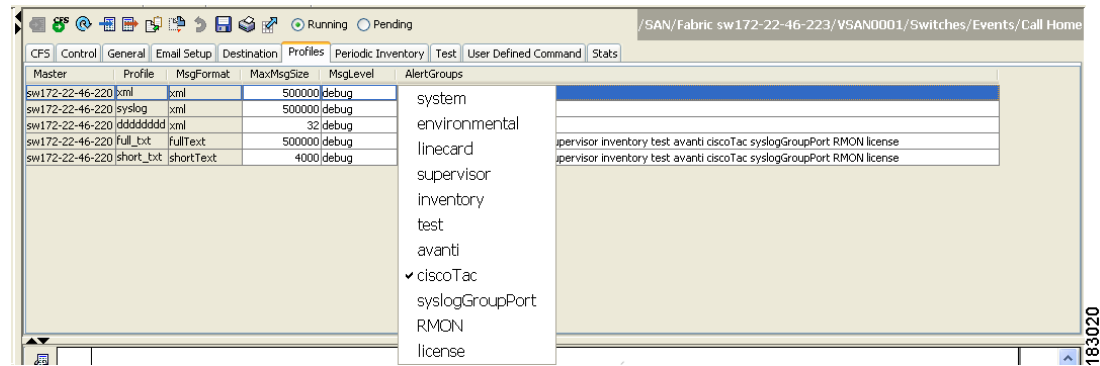 CFS Running Pending /SAN/Fabric sw172-22-46-223/VSAN0001/Switches/Events/Call Home
CFS Control General Email Setup Destination Profiles Periodic Inventory Test User Defined Command Stats
Master Profile MsgFormat MaxMsgSize MsgLevel AlertGroups
sw172-22-46-220 xml xml 500000 debug
sw172-22-46-220 syslog xml 500000 debug
sw172-22-46-220 dddddddd xml 32 debug
sw172-22-46-220 full_txt fullText 500000 debug upervisor inventory test avanti ciscoTac syslogGroupPort RMON license
sw172-22-46-220 short_txt shortText 4000 debug upervisor inventory test avanti ciscoTac syslogGroupPort RMON license
system
environmental
linecard
supervisor
inventory
test
avanti
ciscoTac
syslogGroupPort
RMON
license
183020